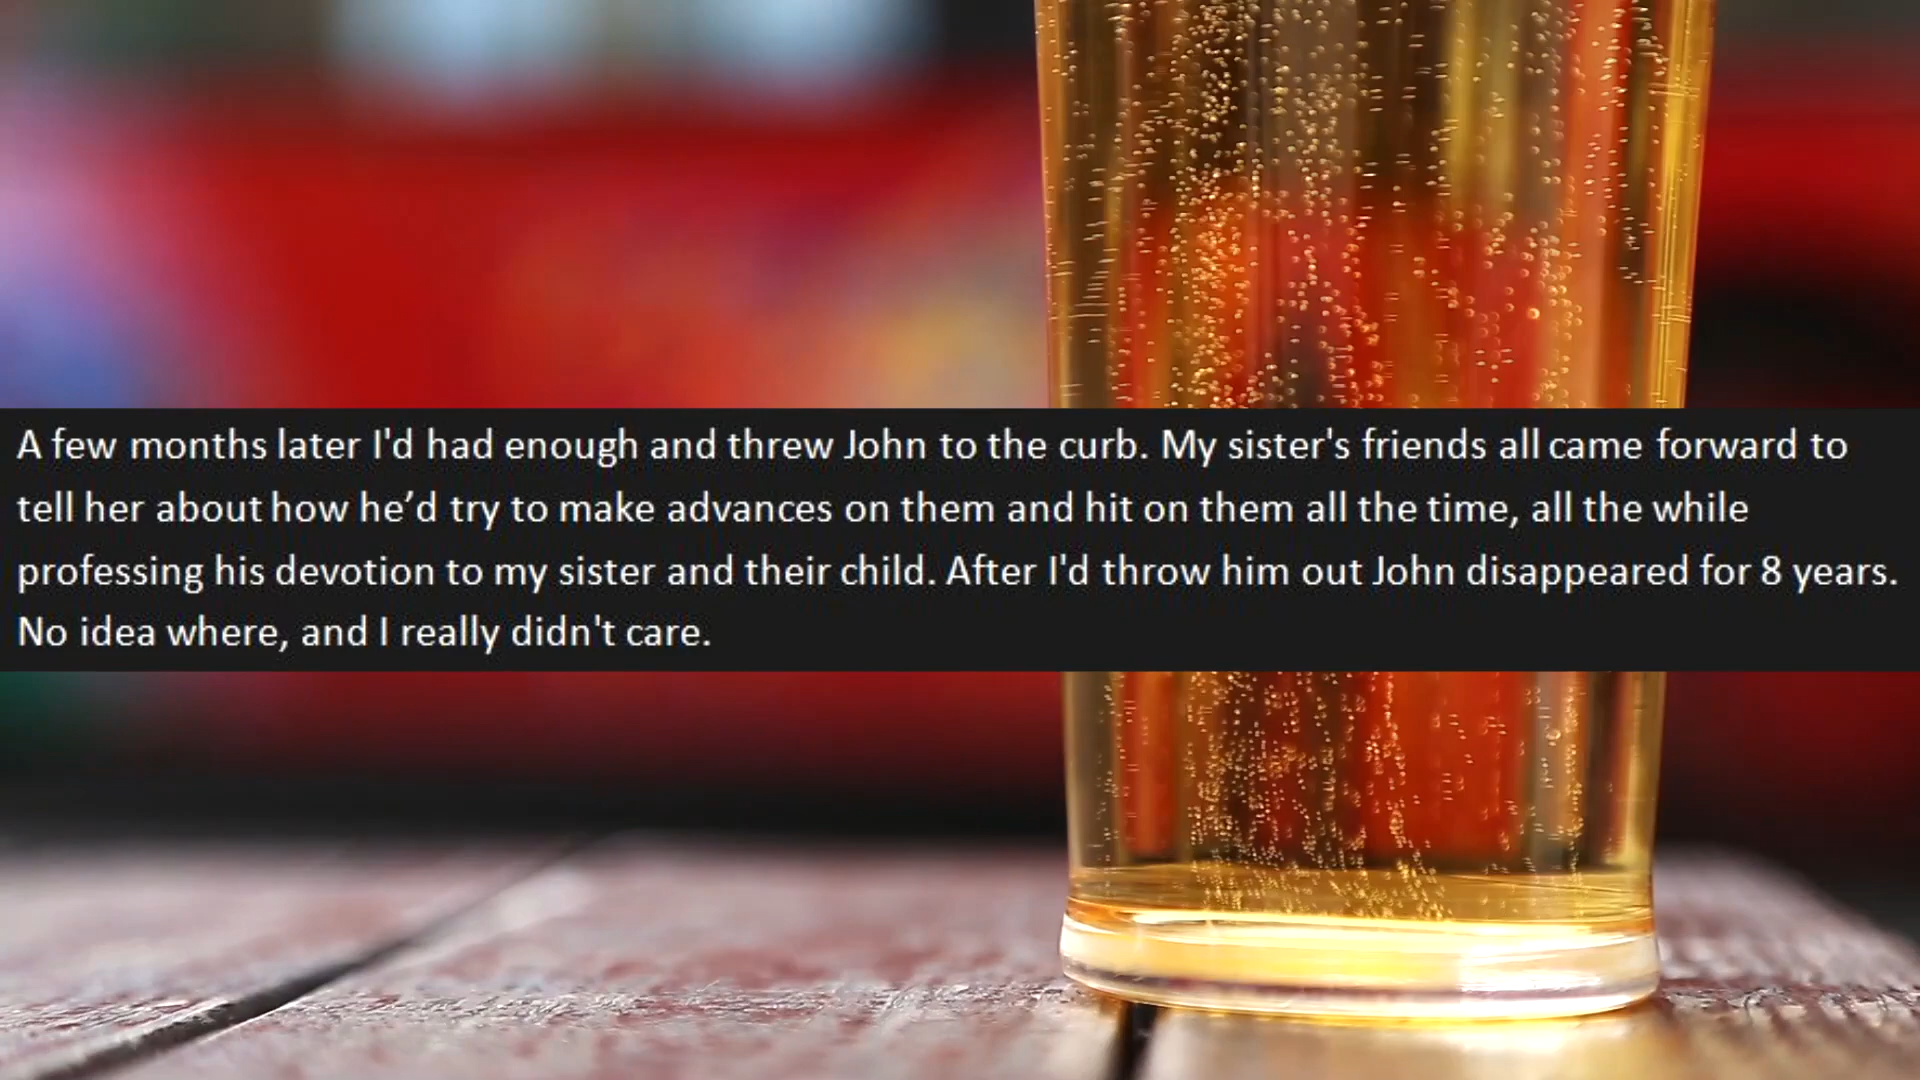 A few months later I'd had enough and threw John to the curb. My sister's friends all came forward to
tell her about how he’d try to make advances on them and hit on them all the time, all the while
professing his devotion to my sister and their child. After I'd throw him out John disappeared for 8 years.
No idea where, and I really didn't care.